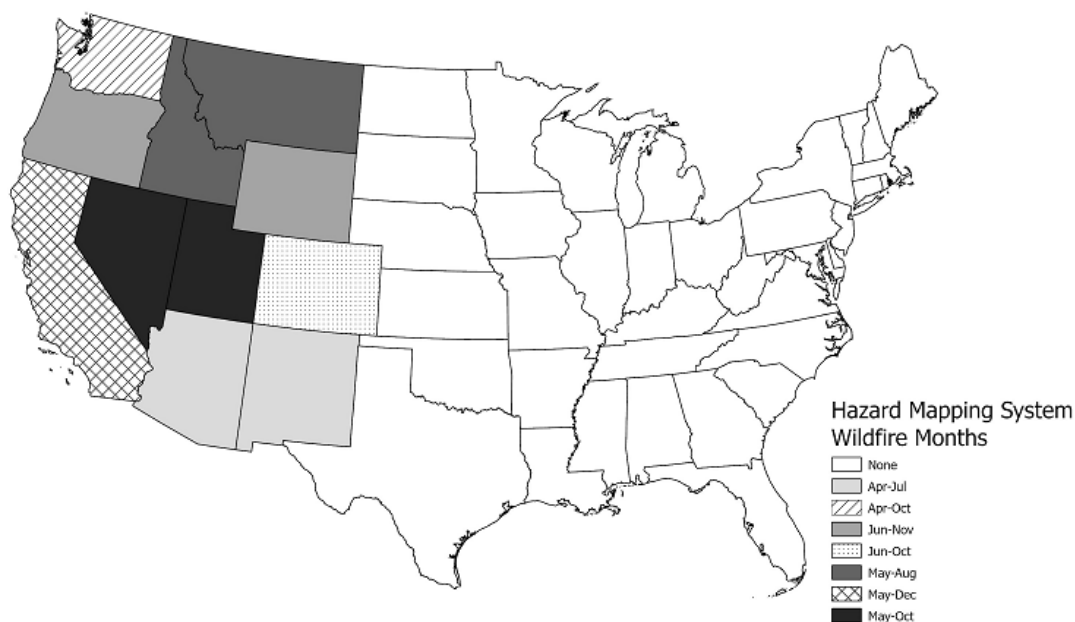 Hazard Mapping System
Wildfire Months
None
Apr-Jul
Apr-Oct
Jun-Nov
Jun-Oct
May-Aug
May-Dec
May-Oct